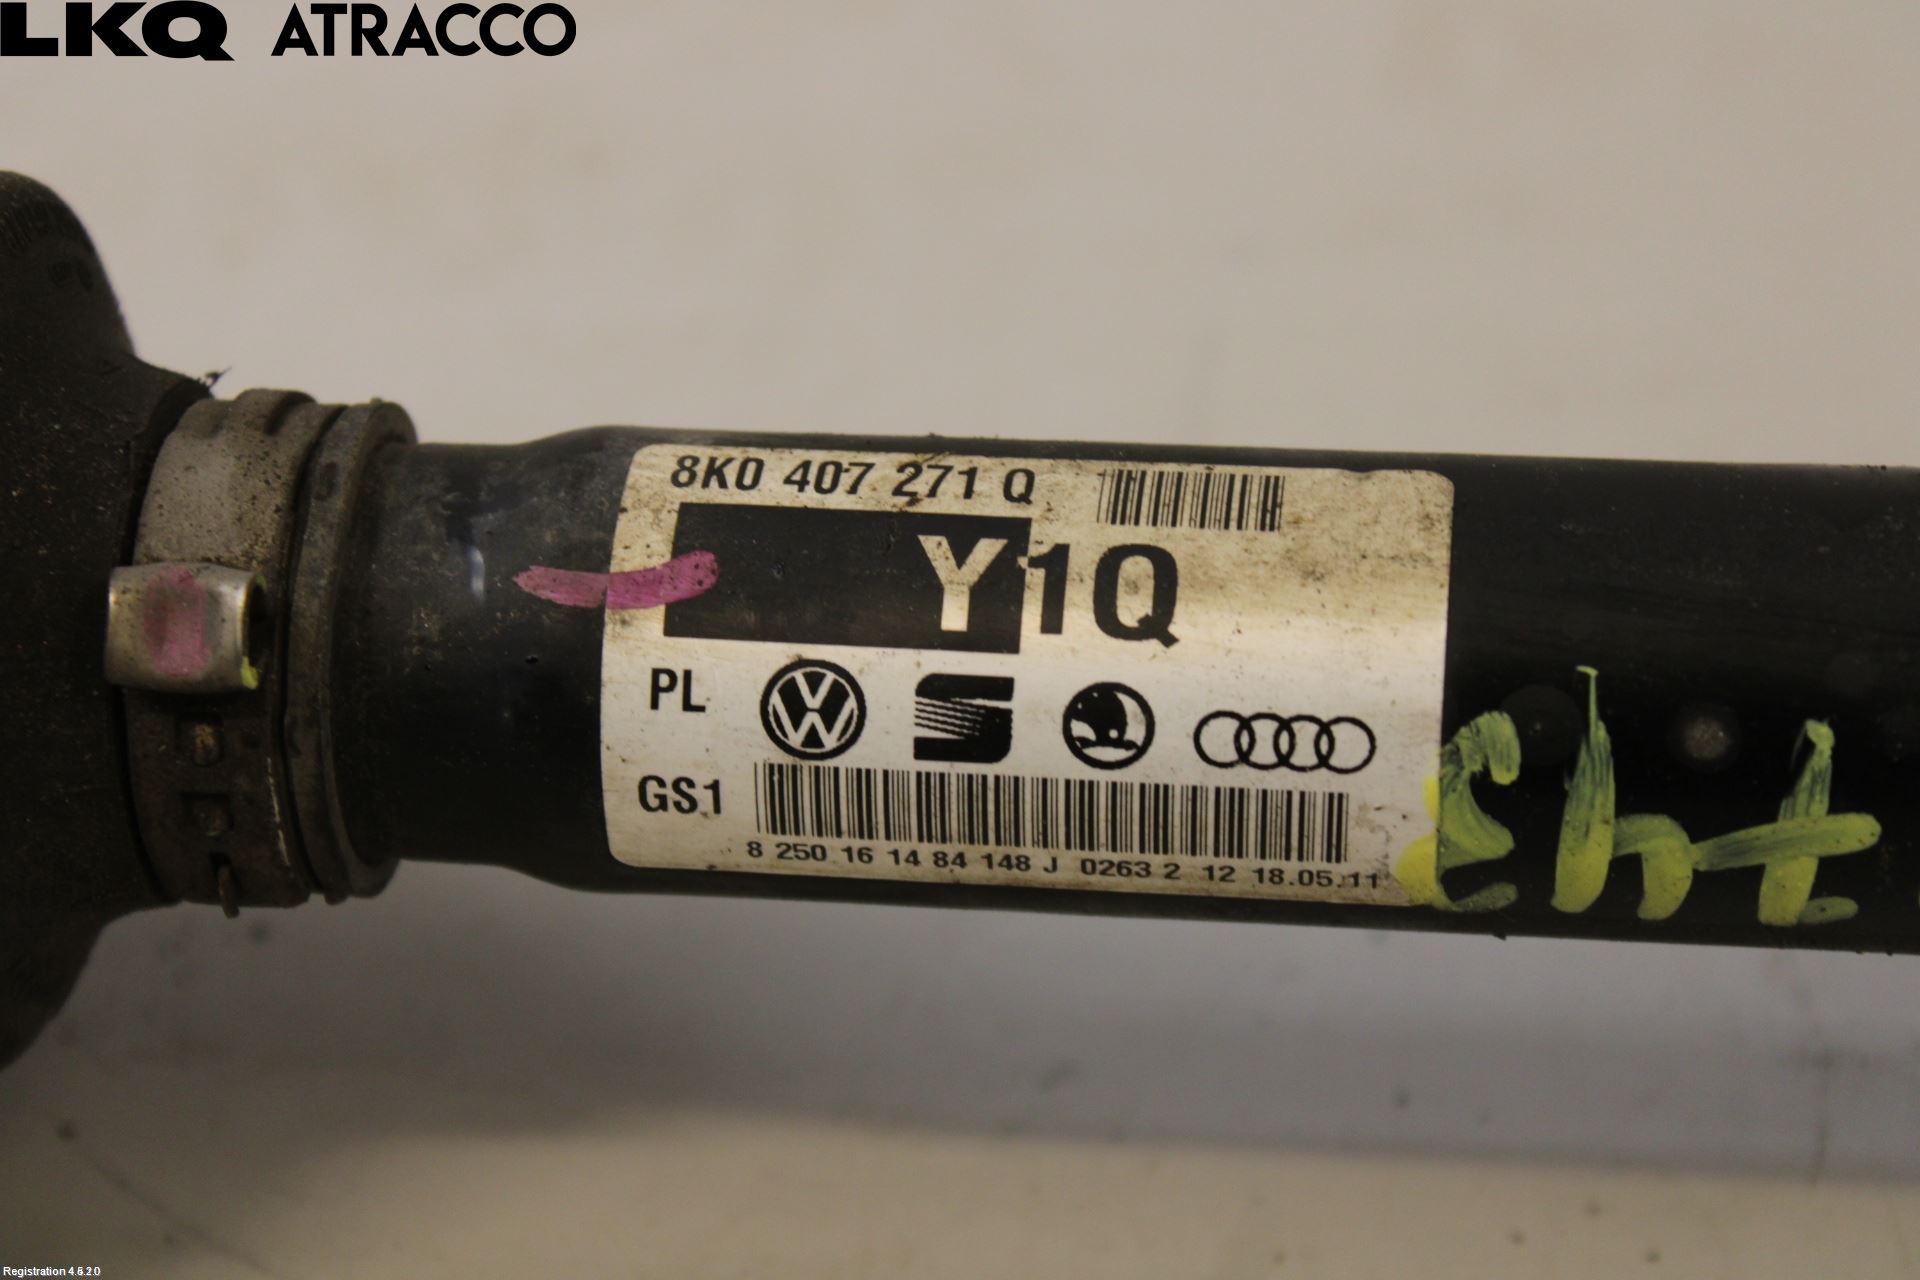 LKQ ATRACCO
8K0 407 271 Q
Y1Q
PL
GS1
8 250 16 14 84 148 J 0263 2 12 18.05.11
Registration 4.6.2.0